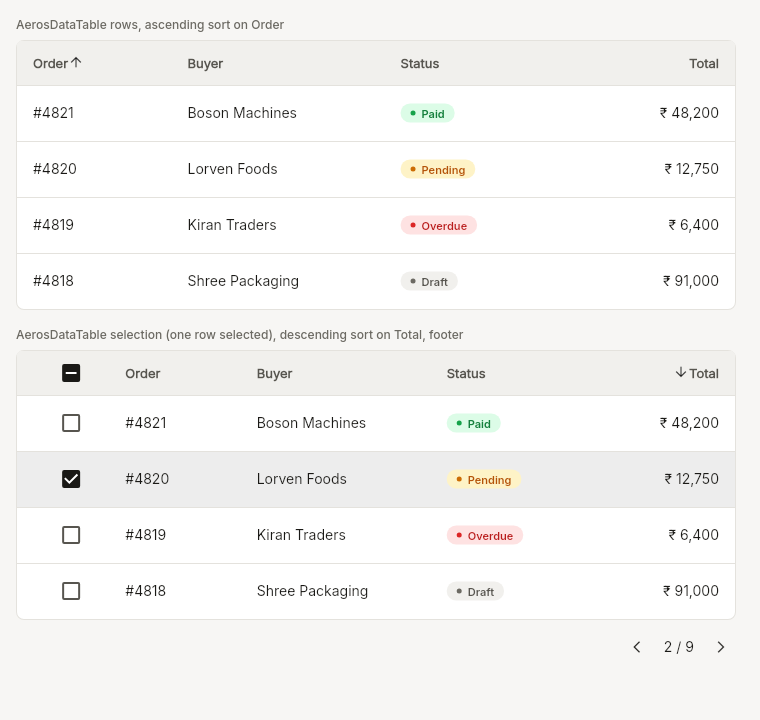 AerosDataTable rows, ascending sort on Order
Order Buyer Status Total
#4821 Boson Machines Paid ₹ 48,200
#4820 Lorven Foods Pending ₹ 12,750
#4819 Kiran Traders Overdue ₹ 6,400
#4818 Shree Packaging Draft ₹ 91,000
AerosDataTable selection (one row selected), descending sort on Total, footer
Order Buyer Status Total
#4821 Boson Machines Paid ₹ 48,200
#4820 Lorven Foods Pending ₹ 12,750
#4819 Kiran Traders Overdue ₹ 6,400
#4818 Shree Packaging Draft ₹ 91,000
2 / 9